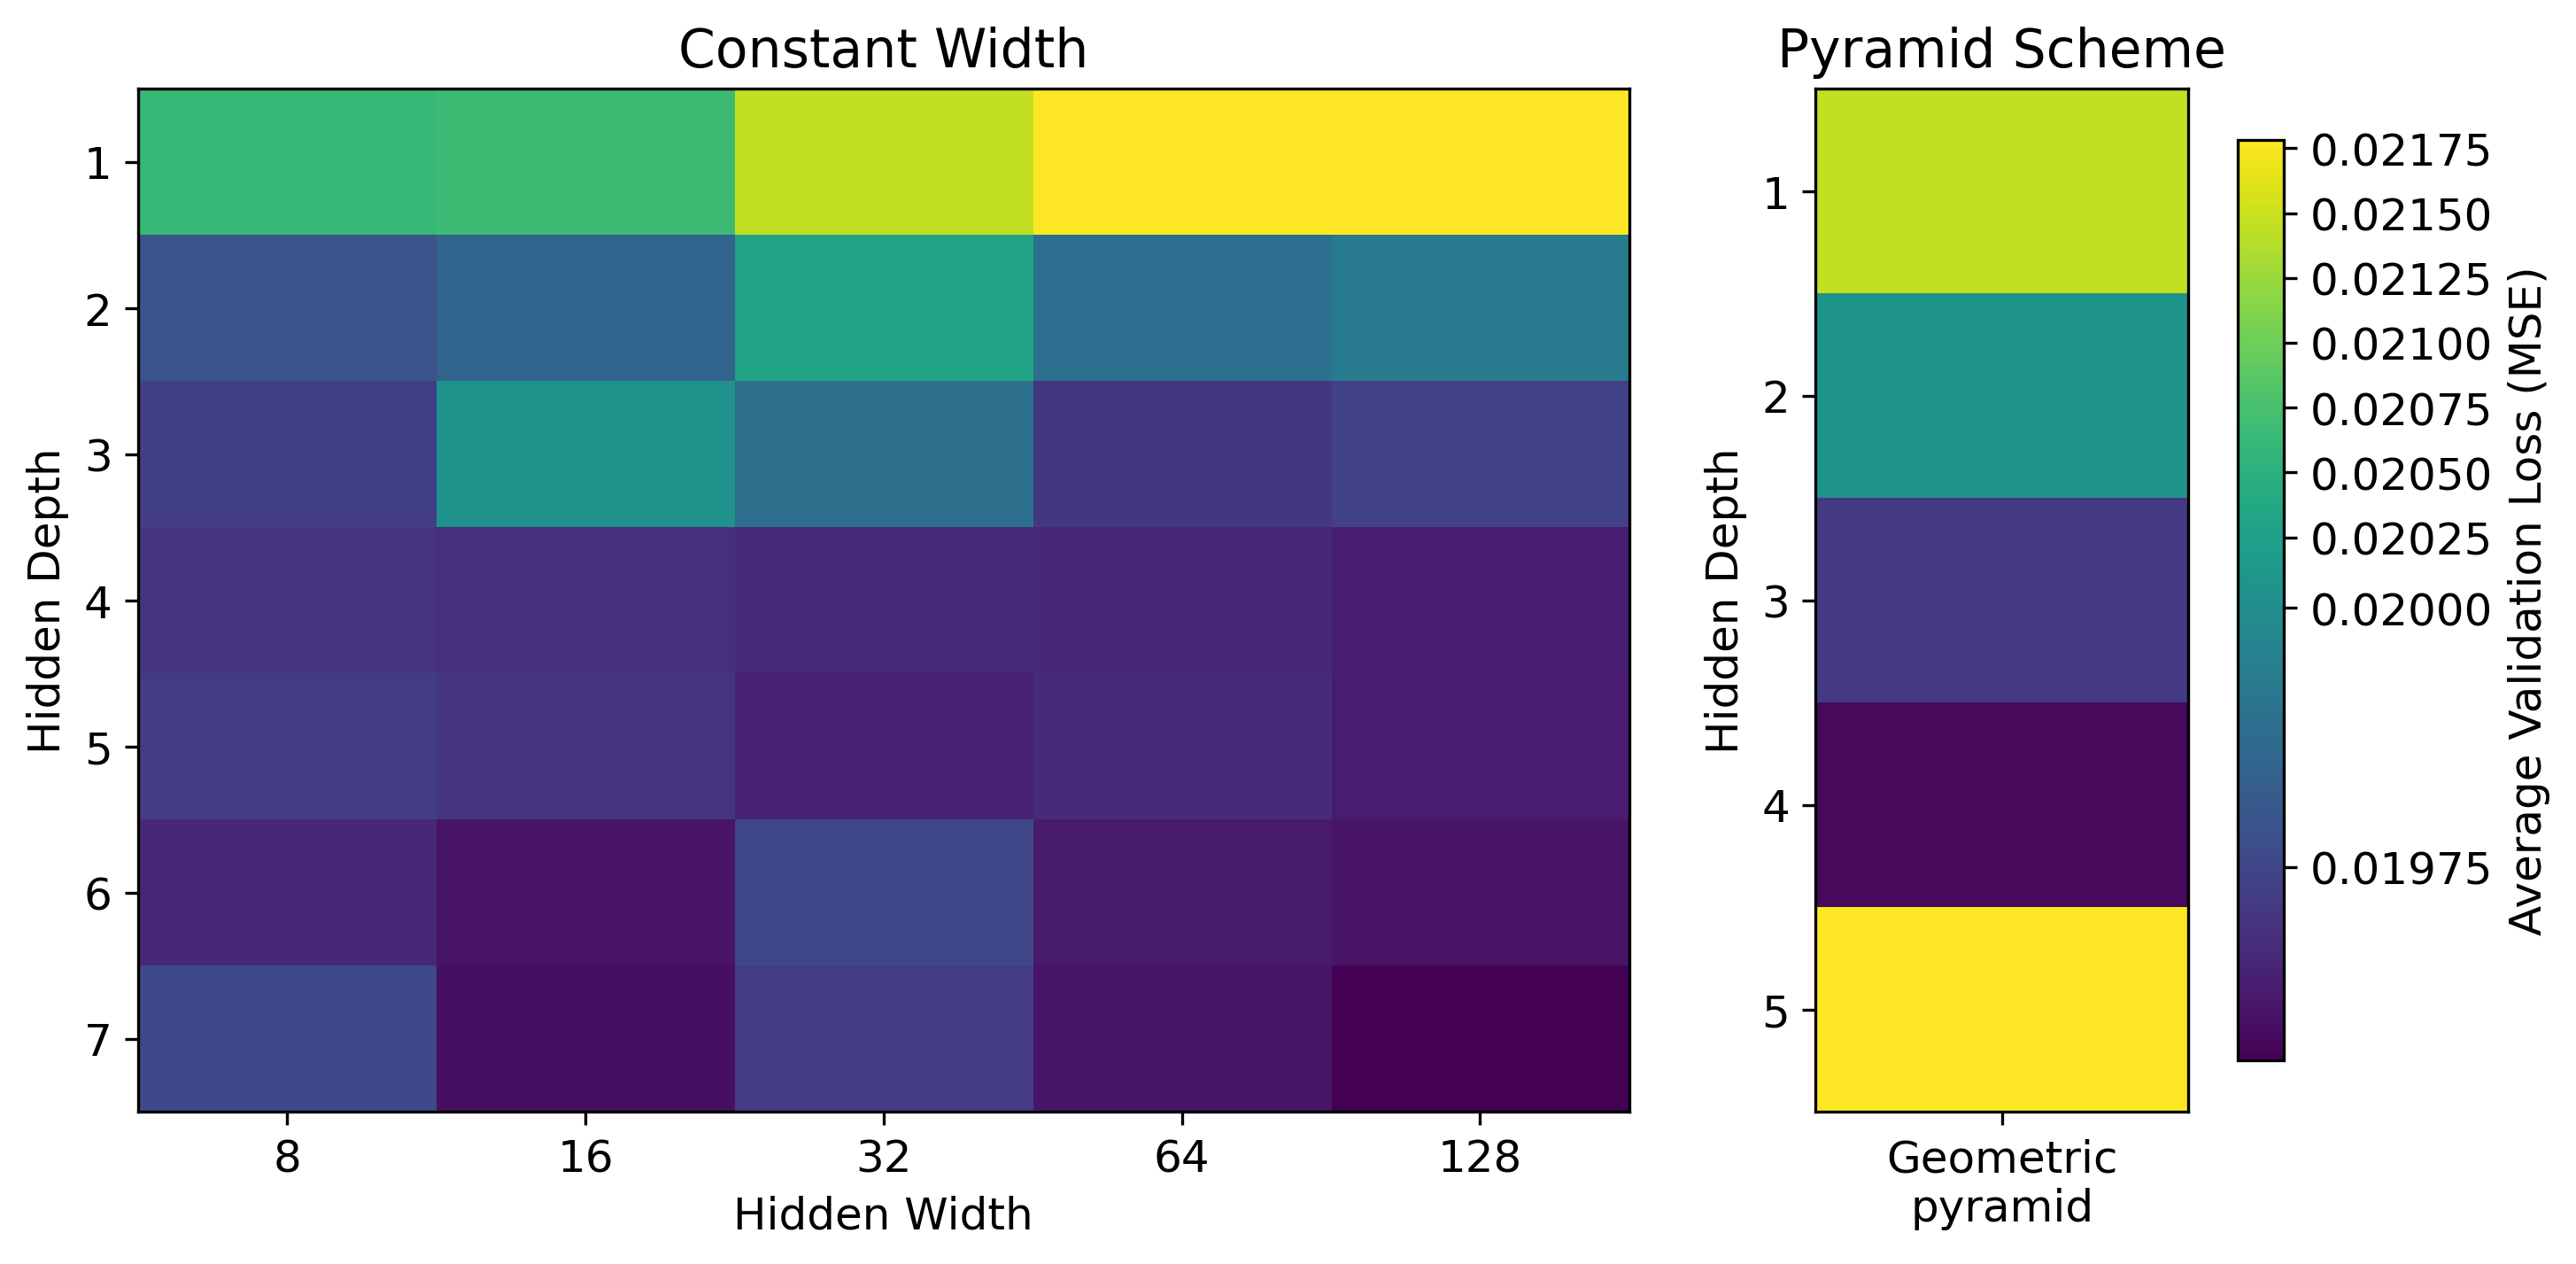 Constant Width
Hidden Depth
1
2
3
4
5
6
7
8 16 32 64 128
Hidden Width
Pyramid Scheme
Hidden Depth
1
2
3
4
5
Geometric
pyramid
0.02175
0.02150
0.02125
0.02100
0.02075
0.02050
0.02025
0.02000
0.01975
Average Validation Loss (MSE)